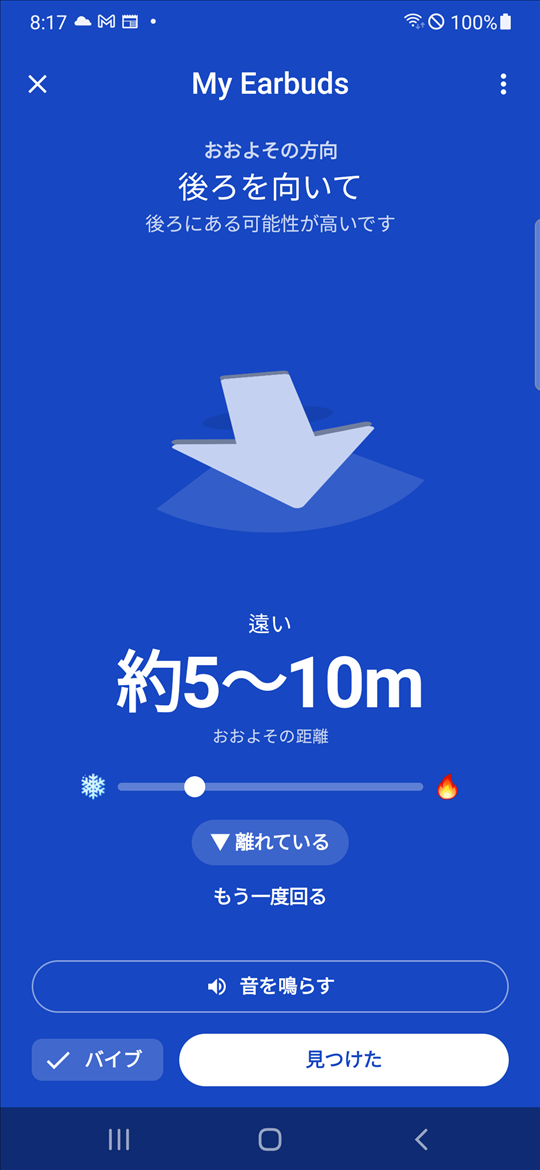 8:17
100%
My Earbuds
おおよその方向
後ろを向いて
後ろにある可能性が高いです
遠い
約5〜10m
おおよその距離
▼離れている
もう一度回る
音を鳴らす
バイブ
見つけた